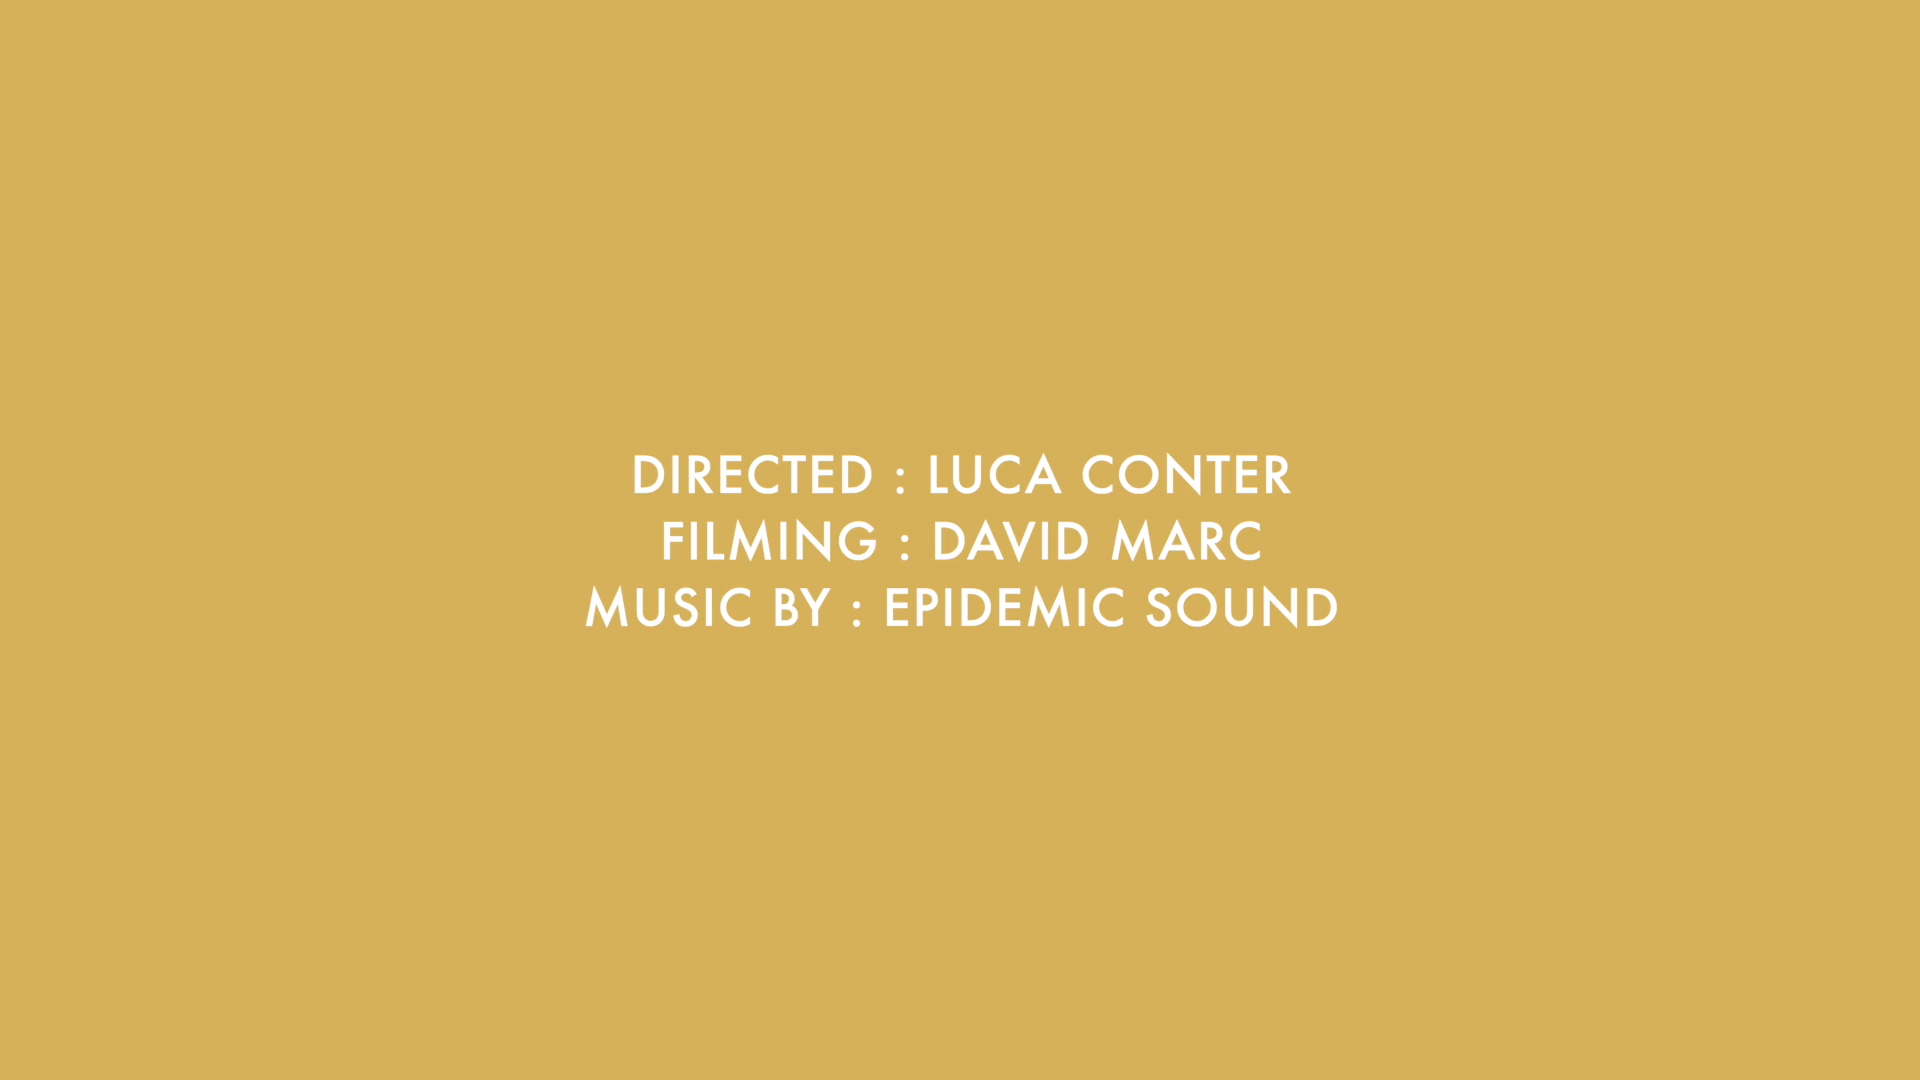 DIRECTED : LUCA CONTER
FILMING : DAVID MARC
MUSIC BY : EPIDEMIC SOUND